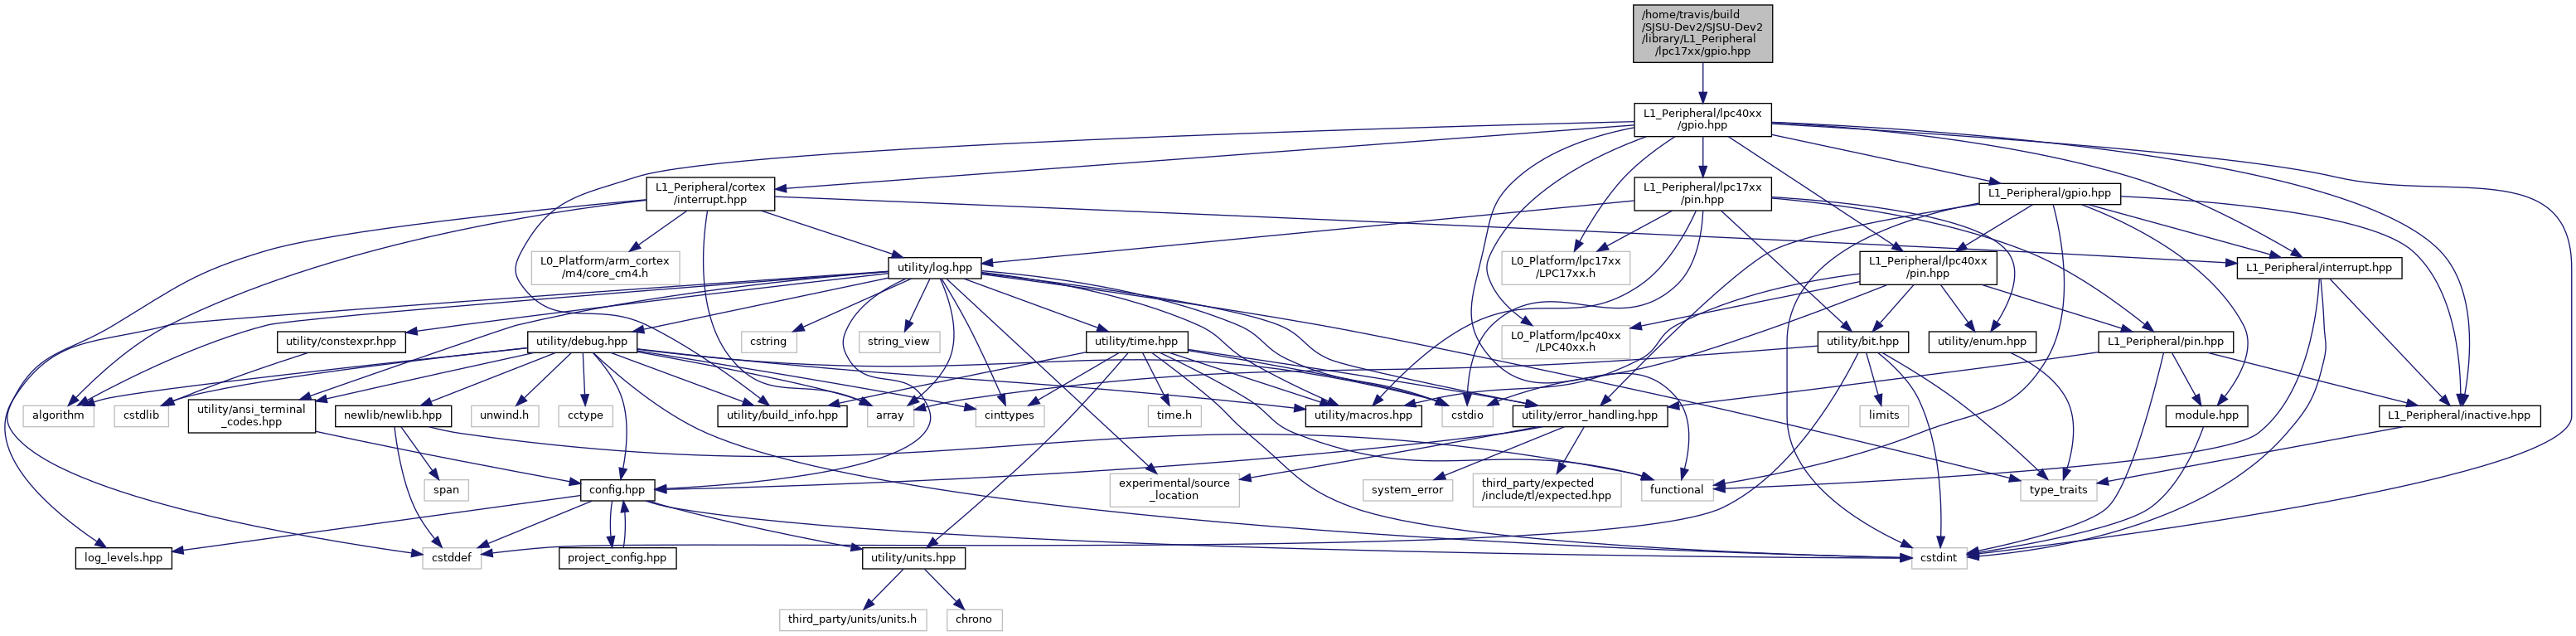 /home/travis/build
/SJSU-Dev2/SJSU-Dev2
/library/L1_Peripheral
/lpc17xx/gpio.hpp
L1_Peripheral/lpc40xx
/gpio.hpp
L1_Peripheral/cortex
/interrupt.hpp
L1_Peripheral/lpc17xx
/pin.hpp
L1_Peripheral/gpio.hpp
L0_Platform/arm_cortex
/m4/core_cm4.h
utility/log.hpp
L0_Platform/lpc17xx
/LPC17xx.h
L1_Peripheral/lpc40xx
/pin.hpp
L1_Peripheral/interrupt.hpp
utility/constexpr.hpp
utility/debug.hpp
cstring
string_view
utility/time.hpp
L0_Platform/lpc40xx
/LPC40xx.h
utility/bit.hpp
utility/enum.hpp
L1_Peripheral/pin.hpp
algorithm
cstdlib
utility/ansi_terminal
_codes.hpp
newlib/newlib.hpp
unwind.h
cctype
utility/build_info.hpp
array
cinttypes
time.h
utility/macros.hpp
cstdio
utility/error_handling.hpp
limits
module.hpp
L1_Peripheral/inactive.hpp
span
config.hpp
experimental/source
_location
system_error
third_party/expected
/include/tl/expected.hpp
functional
type_traits
log_levels.hpp
cstddef
project_config.hpp
utility/units.hpp
cstdint
third_party/units/units.h
chrono